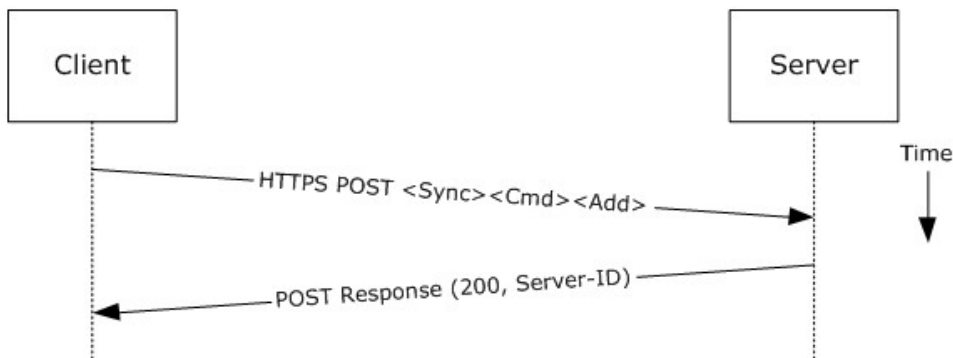 Client
Server
Time
HTTPS POST <Sync><Cmd><Add>
POST Response (200, Server-ID)